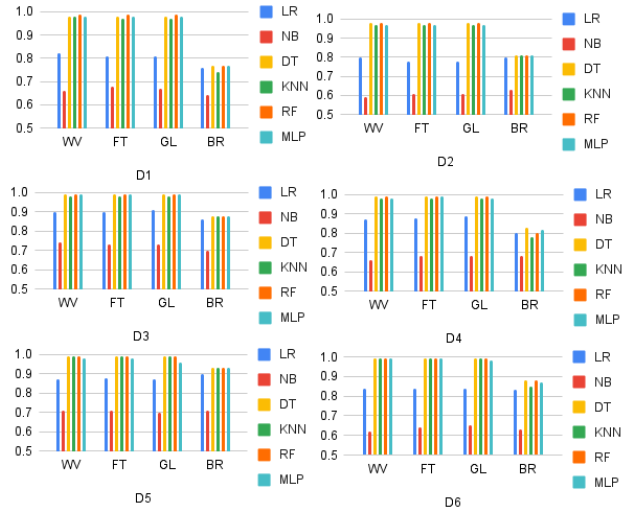 1.0
0.9
0.8
0.7
0.6
0.5
WV FT GL BR
LR
NB
DT
KNN
RF
MLP
D1
1.0
0.9
0.8
0.7
0.6
0.5
WV FT GL BR
LR
NB
DT
KNN
RF
MLP
D2
1.0
0.9
0.8
0.7
0.6
0.5
WV FT GL BR
LR
NB
DT
KNN
RF
MLP
D3
1.0
0.9
0.8
0.7
0.6
0.5
WV FT GL BR
LR
NB
DT
KNN
RF
MLP
D4
1.0
0.9
0.8
0.7
0.6
0.5
WV FT GL BR
LR
NB
DT
KNN
RF
MLP
D5
1.0
0.9
0.8
0.7
0.6
0.5
WV FT GL BR
LR
NB
DT
KNN
RF
MLP
D6